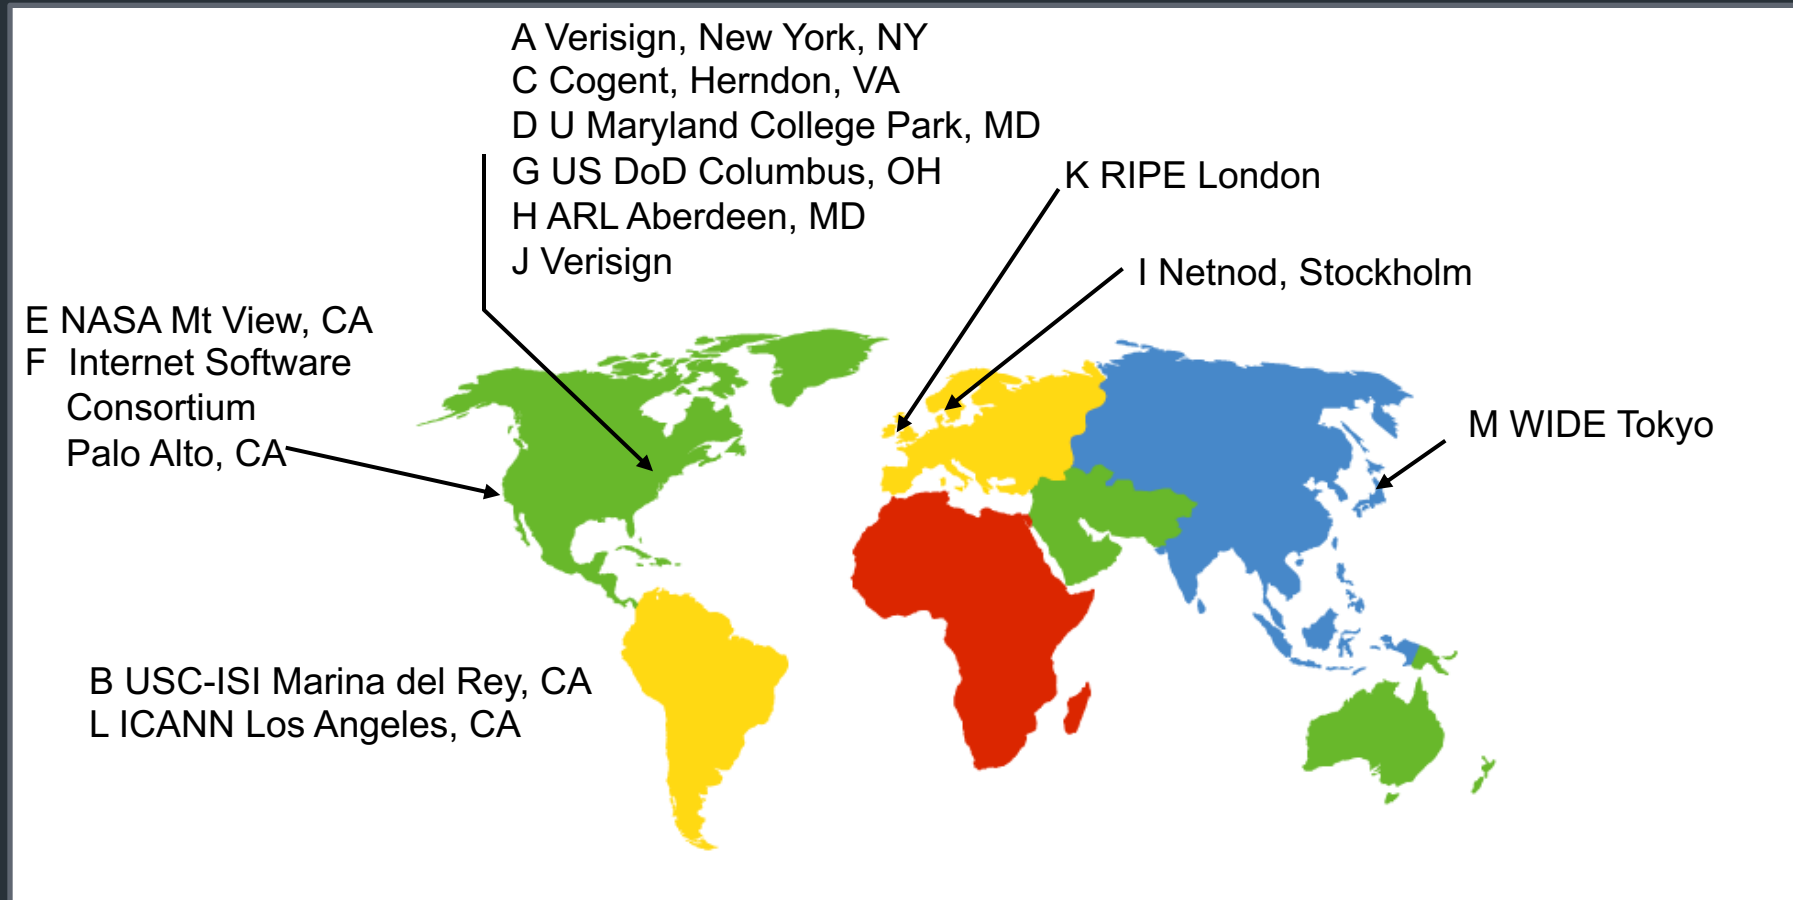 A Verisign, New York, NY
C Cogent, Herndon, VA
D U Maryland College Park, MD
G US DoD Columbus, OH
H ARL Aberdeen, MD
J Verisign
K RIPE London
I Netnod, Stockholm
E NASA Mt View, CA
F Internet Software
Consortium
Palo Alto, CA
M WIDE Tokyo
B USC-ISI Marina del Rey, CA
L ICANN Los Angeles, CA